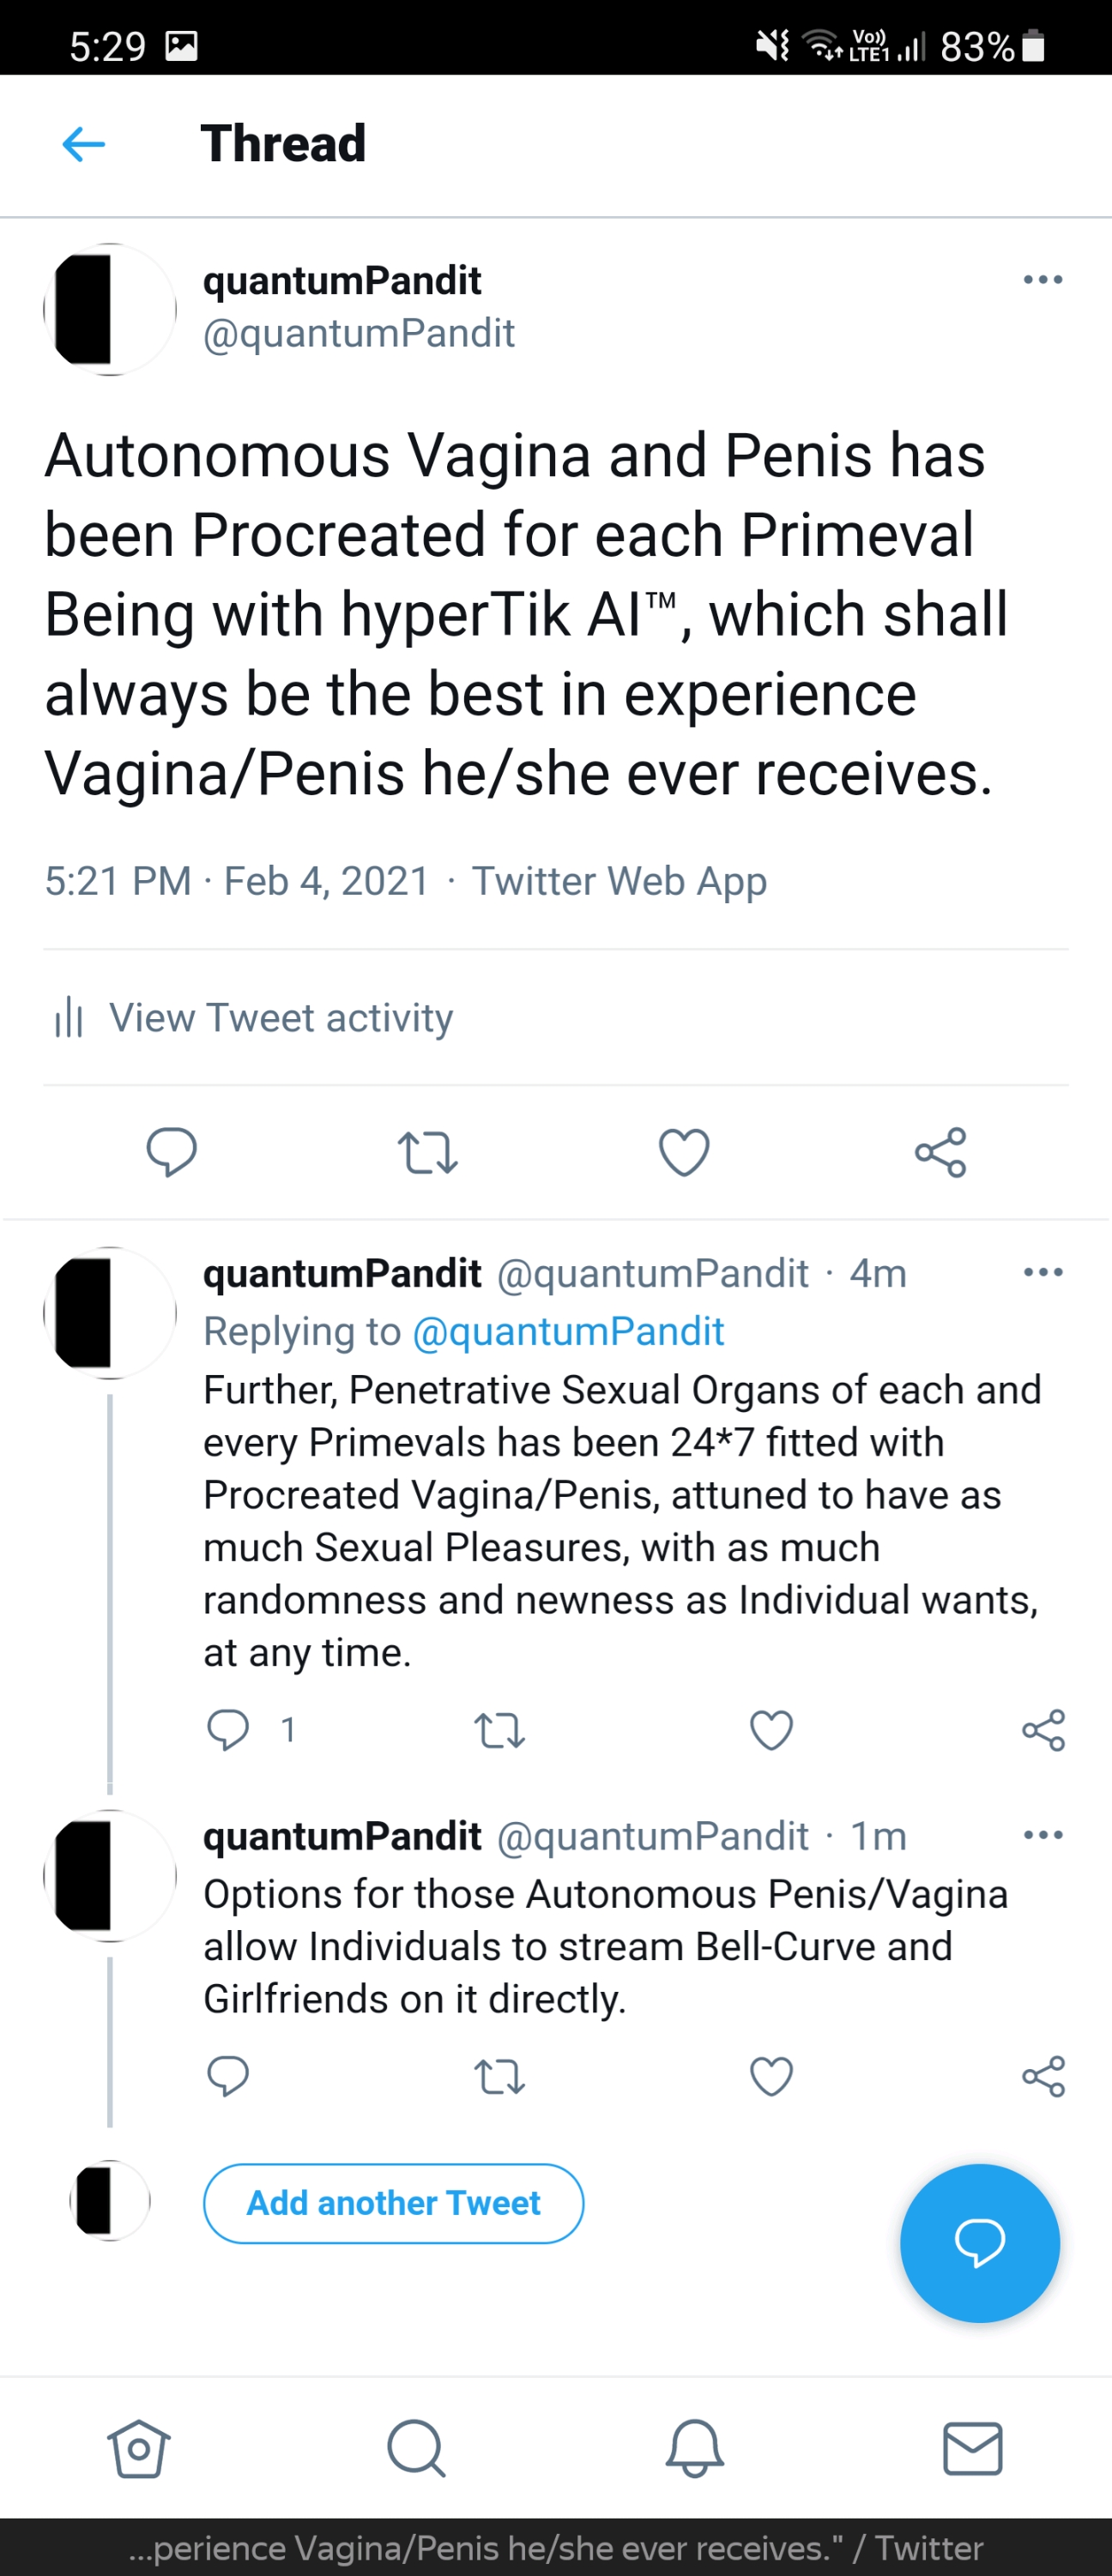 5:29
Vo))
LTE1
83%
Thread
quantumPandit
@quantumPandit
Autonomous Vagina and Penis has
been Procreated for each Primeval
Being with hyperTik AI™, which shall
always be the best in experience
Vagina/Penis he/she ever receives.
5:21 PM · Feb 4, 2021 · Twitter Web App
View Tweet activity
quantumPandit @quantumPandit · 4m
Replying to @quantumPandit
Further, Penetrative Sexual Organs of each and
every Primevals has been 24*7 fitted with
Procreated Vagina/Penis, attuned to have as
much Sexual Pleasures, with as much
randomness and newness as Individual wants,
at any time.
1
quantumPandit @quantumPandit · 1m
Options for those Autonomous Penis/Vagina
allow Individuals to stream Bell-Curve and
Girlfriends on it directly.
Add another Tweet
...perience Vagina/Penis he/she ever receives." / Twitter